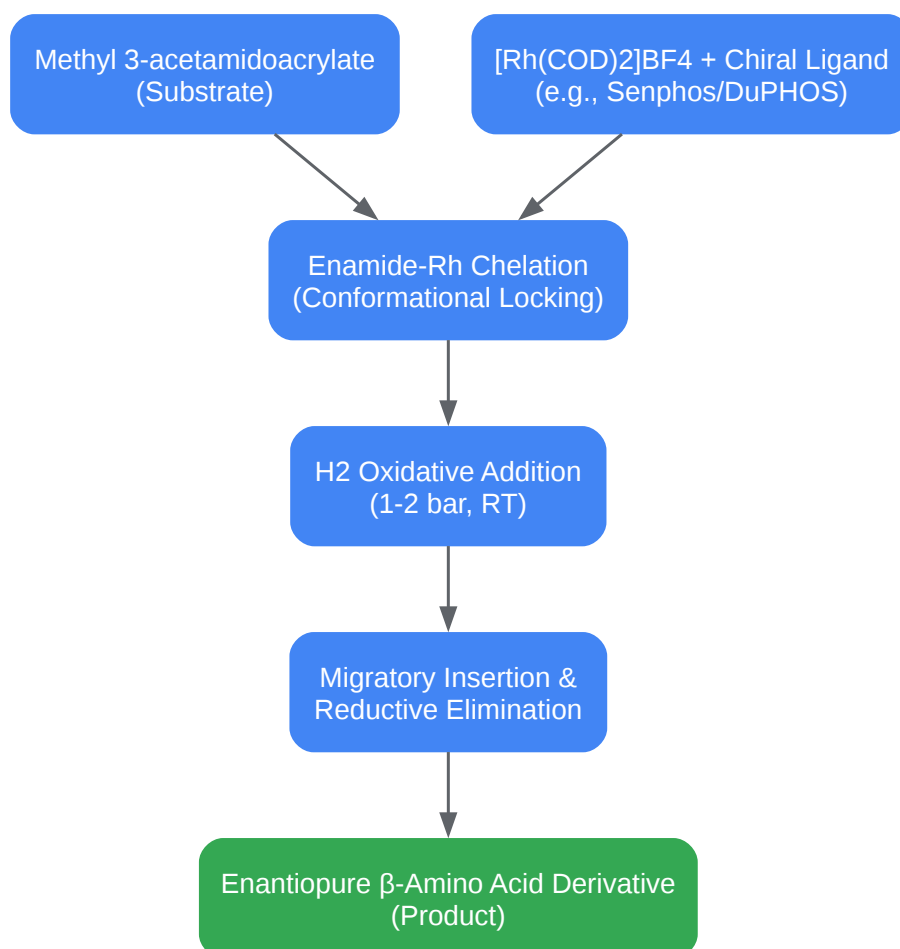 Methyl 3-acetamidoacrylate
(Substrate)
[Rh(COD)2]BF4 + Chiral Ligand
(e.g., Senphos/DuPHOS)
Enamide-Rh Chelation
(Conformational Locking)
H2 Oxidative Addition
(1-2 bar, RT)
Migratory Insertion &
Reductive Elimination
Enantiopure β-Amino Acid Derivative
(Product)